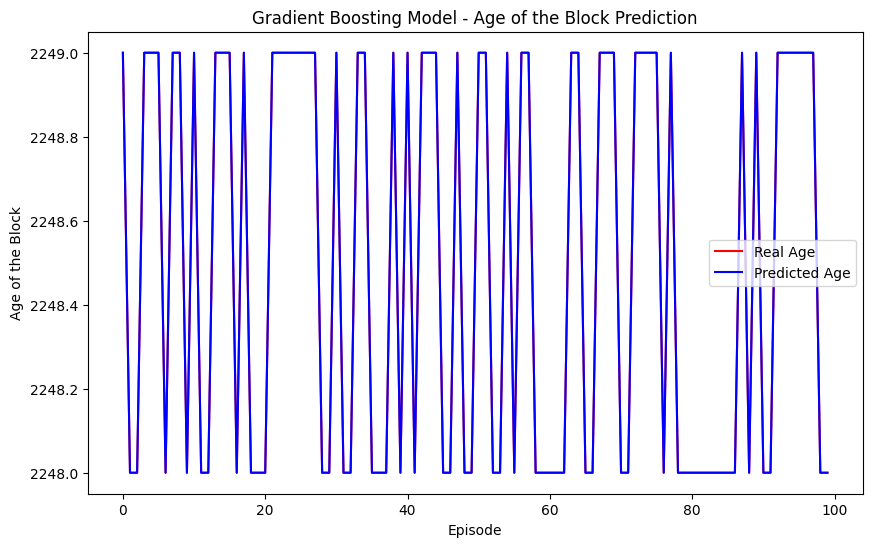 Gradient Boosting Model - Age of the Block Prediction
Age of the Block
2249.0
2248.8
2248.6
2248.4
2248.2
2248.0
Real Age
Predicted Age
0 20 40 60 80 100
Episode